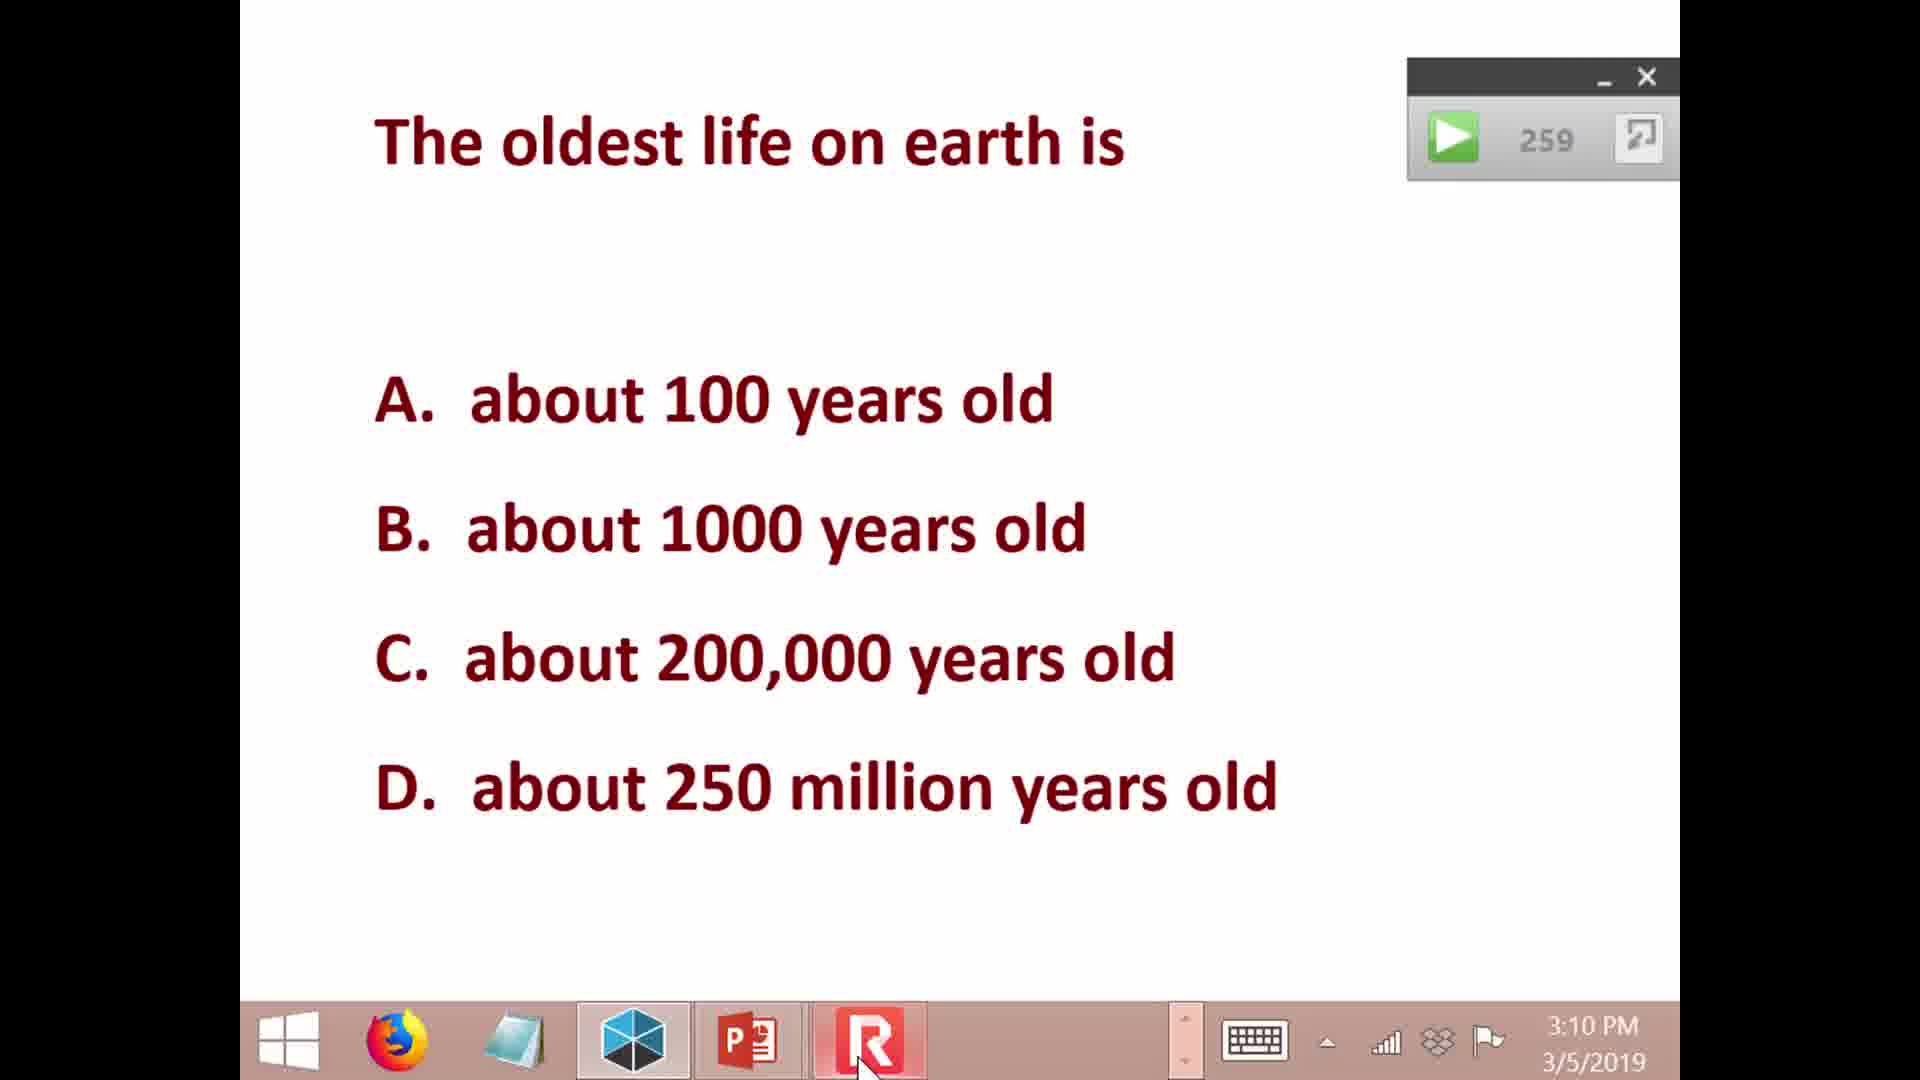 The oldest life on earth is
259
A. about 100 years old
B. about 1000 years old
C. about 200,000 years old
D. about 250 million years old
P
R
3:10 PM
3/5/2019